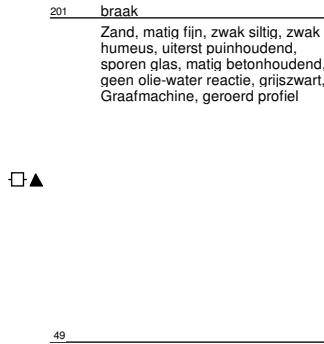 201 braak
Zand, matig fijn, zwak siltig, zwak
humeus, uiterst puinhoudend,
sporen glas, matig betonhoudend,
geen olie-water reactie, grijszwart,
Graafmachine, geroerd profiel
49